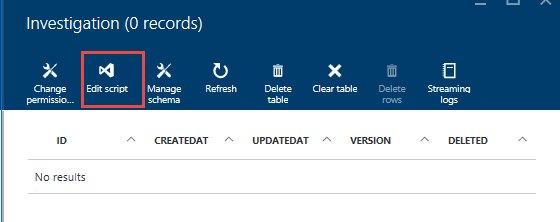 Investigation (0 records)
Change permissio...
Edit script
Manage schema
Refresh
Delete table
Clear table
Delete rows
Streaming logs
ID CREATEDAT UPDATEDAT VERSION DELETED
No results